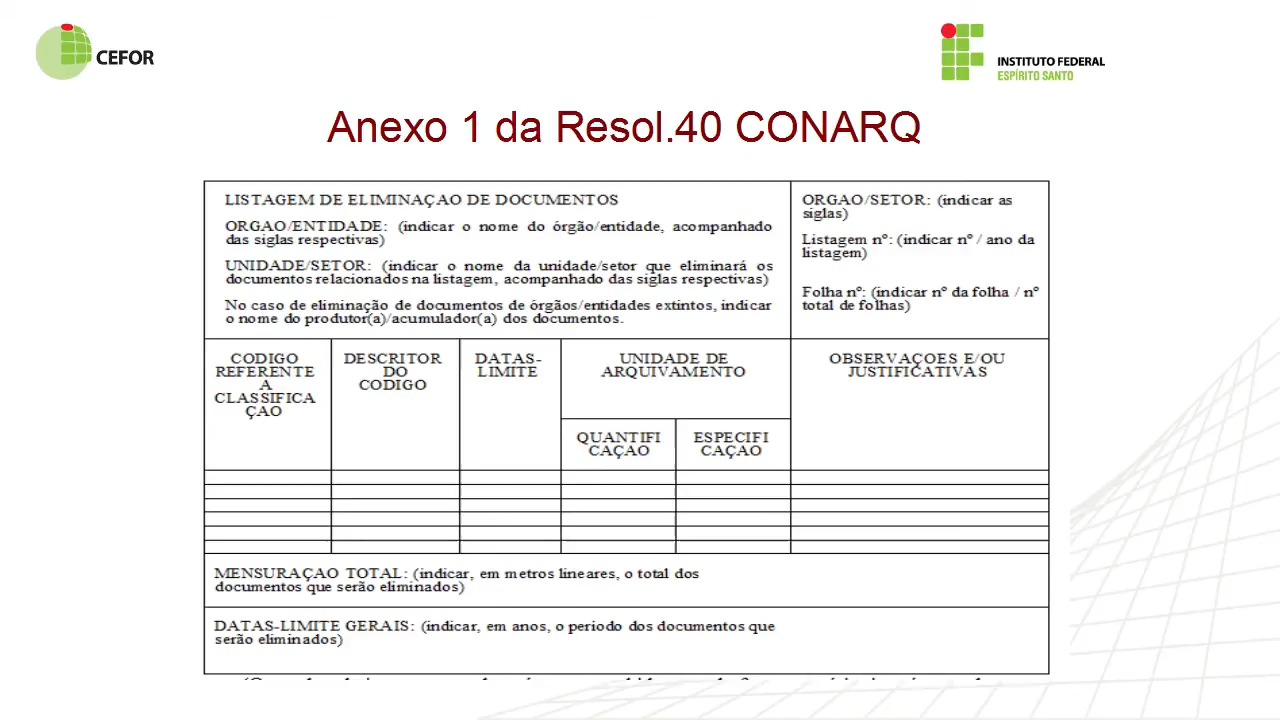 CEFOR
INSTITUTO FEDERAL
ESPÍRITO SANTO
Anexo 1 da Resol.40 CONARQ
LISTAGEM DE ELIMINAÇAO DE DOCUMENTOS
ORGAO/ENTIDADE: (indicar o nome do órgão/entidade, acompanhado
das siglas respectivas)
UNIDADE/SETOR: (indicar o nome da unidade/setor que eliminará os
documentos relacionados na listagem, acompanhado das siglas respectivas)
No caso de eliminação de documentos de órgãos/entidades extintos, indicar
o nome do produtor(a)/acumulador(a) dos documentos.
ORGAO/SETOR: (indicar as
siglas)
Listagem nº: (indicar nº / ano da
listagem)
Folha nº: (indicar nº da folha / nº
total de folhas)
CODIGO
REFERENTE
A
CLASSIFICA
ÇAO
DESCRITOR
DO
CODIGO
DATAS-
LIMITE
UNIDADE DE
ARQUIVAMENTO
QUANTIFI
CAÇAO
ESPECIFI
CAÇAO
OBSERVAÇOES E/OU
JUSTIFICATIVAS
MENSURAÇAO TOTAL: (indicar, em metros lineares, o total dos
documentos que serão eliminados)
DATAS-LIMITE GERAIS: (indicar, em anos, o periodo dos documentos que
serão eliminados)